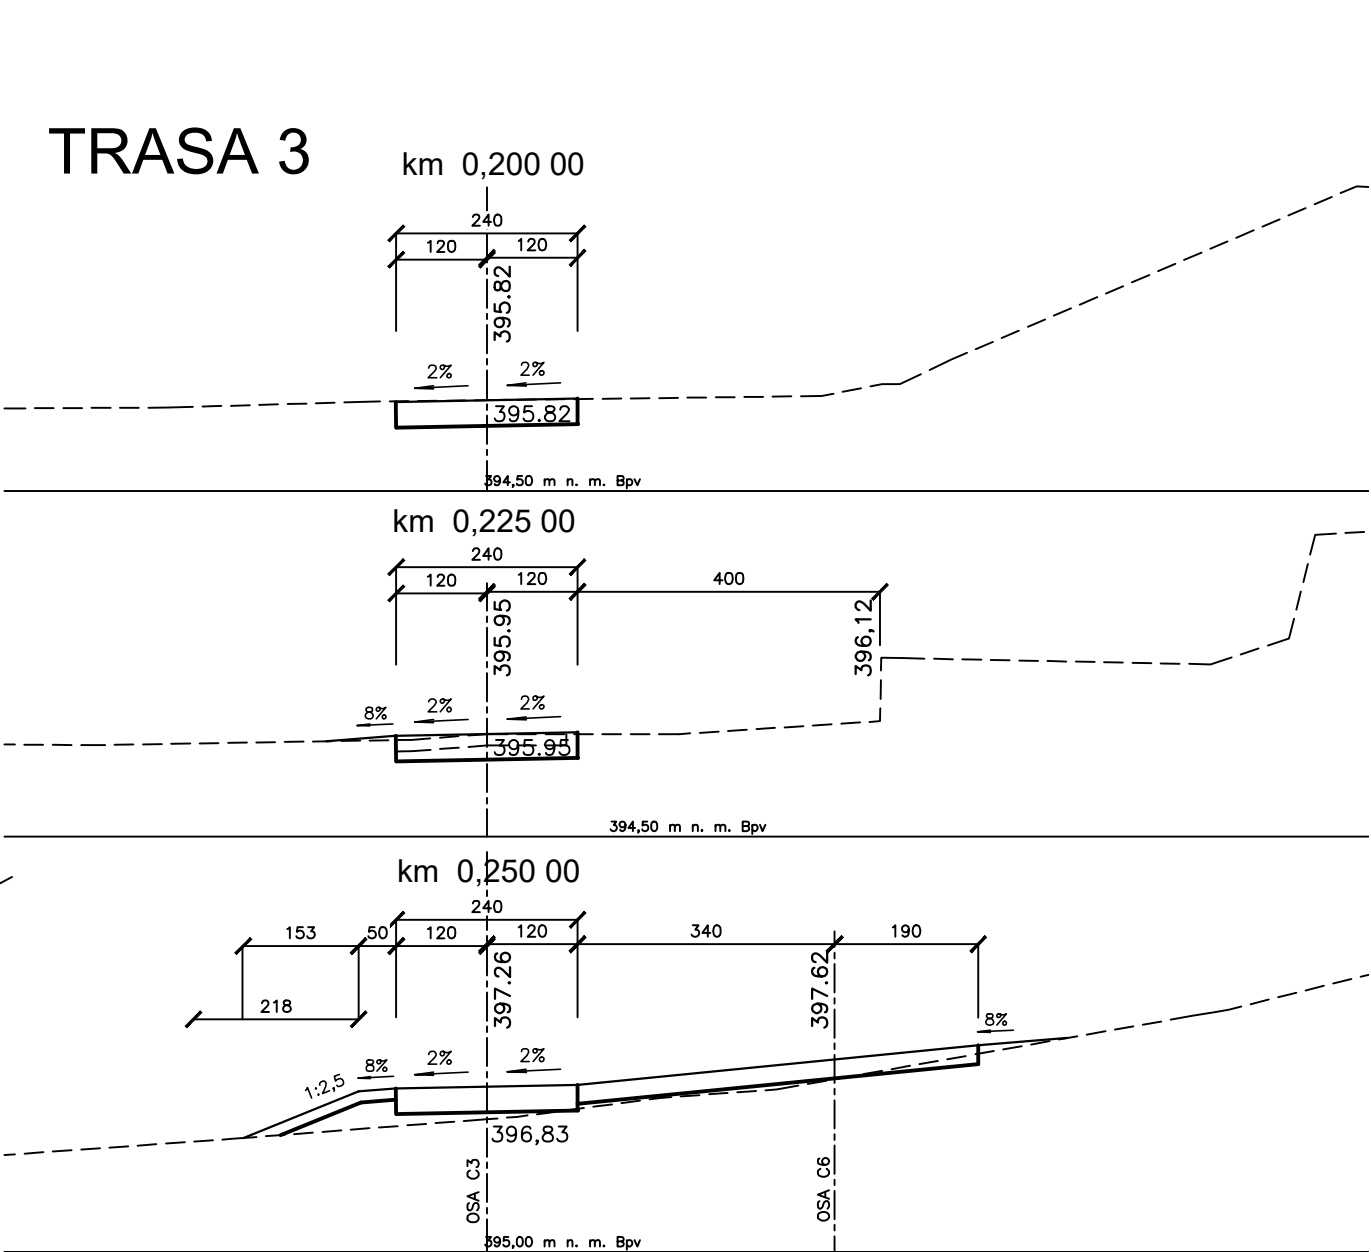 TRASA 3
km 0,200 00
240
120 120
395.82
2% 2%
395.82
394,50 m n. m. Bpv
km 0,225 00
240
120 120 400
395.95 396,12
8% 2% 2%
395.95
394,50 m n. m. Bpv
km 0,250 00
240
153 50 120 120 340 190
397.26 397.62
218
8%
1:2,5 8% 2% 2%
396,83
OSA C3 OSA C6
395,00 m n. m. Bpv